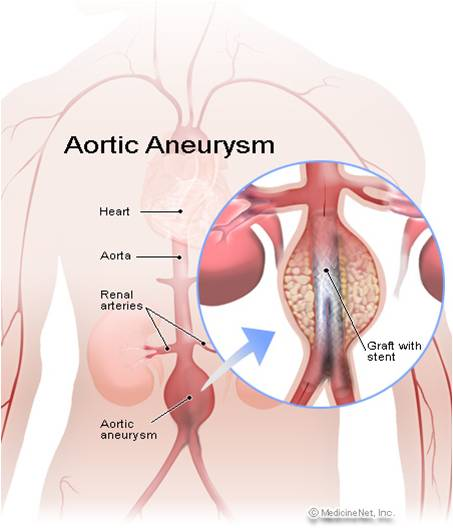 Aortic Aneurysm
Heart
Aorta
Renal
arteries
Graft with
stent
Aortic
aneurysm
© MedicineNet, Inc.